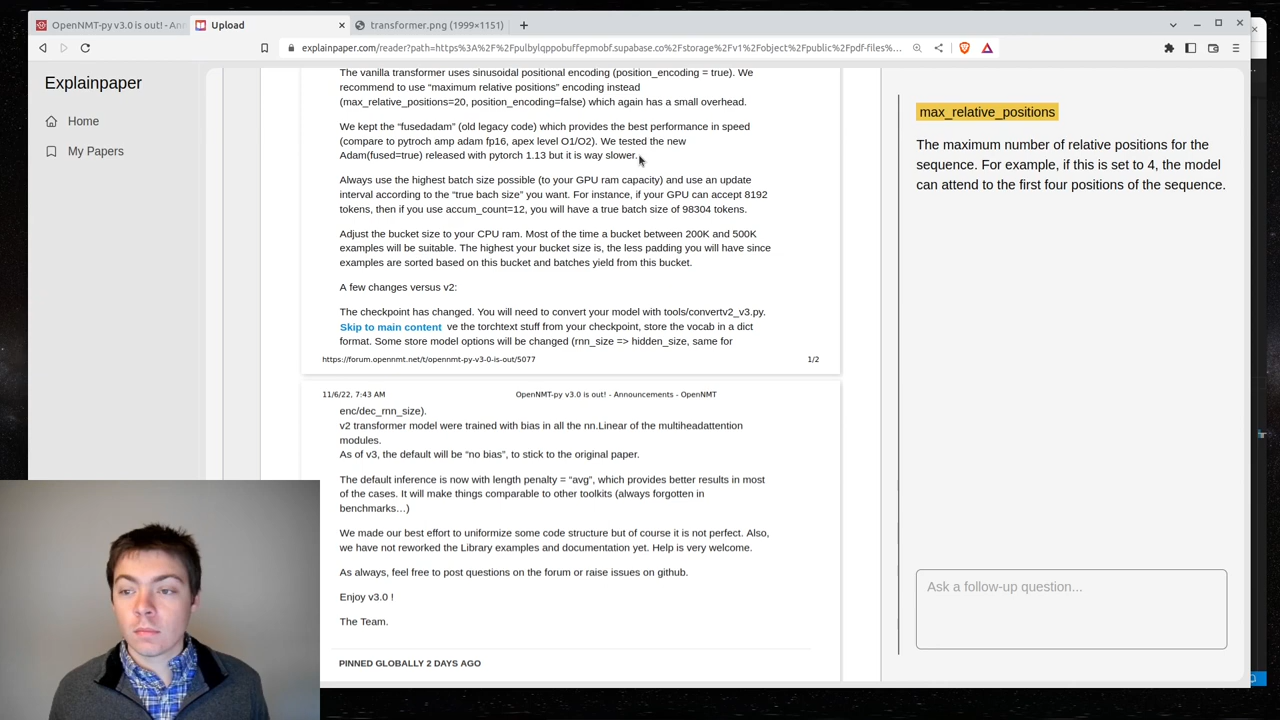 OpenNMT-py v3.0 is out! - Ann
Upload
transformer.png (1999×1151)
explainpaper.com/reader?path=https%3A%2F%2Fpulbylqppobuffepmobf.supabase.co%2Fstorage%2Fv1%2Fobject%2Fpublic%2Fpdf-files%...
Explainpaper
Home
My Papers
The vanilla transformer uses sinusoidal positional encoding (position_encoding = true). We
recommend to use “maximum relative positions” encoding instead
(max_relative_positions=20, position_encoding=false) which again has a small overhead.
We kept the “fusedadam” (old legacy code) which provides the best performance in speed
(compare to pytroch amp adam fp16, apex level O1/O2). We tested the new
Adam(fused=true) released with pytorch 1.13 but it is way slower.
Always use the highest batch size possible (to your GPU ram capacity) and use an update
interval according to the “true bach size” you want. For instance, if your GPU can accept 8192
tokens, then if you use accum_count=12, you will have a true batch size of 98304 tokens.
Adjust the bucket size to your CPU ram. Most of the time a bucket between 200K and 500K
examples will be suitable. The highest your bucket size is, the less padding you will have since
examples are sorted based on this bucket and batches yield from this bucket.
A few changes versus v2:
The checkpoint has changed. You will need to convert your model with tools/convertv2_v3.py.
Skip to main content ve the torchtext stuff from your checkpoint, store the vocab in a dict
format. Some store model options will be changed (rnn_size => hidden_size, same for
https://forum.opennmt.net/t/opennmt-py-v3-0-is-out/5077 1/2
11/6/22, 7:43 AM OpenNMT-py v3.0 is out! - Announcements - OpenNMT
enc/dec_rnn_size).
v2 transformer model were trained with bias in all the nn.Linear of the multiheadattention
modules.
As of v3, the default will be “no bias”, to stick to the original paper.
The default inference is now with length penalty = “avg”, which provides better results in most
of the cases. It will make things comparable to other toolkits (always forgotten in
benchmarks…)
We made our best effort to uniformize some code structure but of course it is not perfect. Also,
we have not reworked the Library examples and documentation yet. Help is very welcome.
As always, feel free to post questions on the forum or raise issues on github.
Enjoy v3.0 !
The Team.
PINNED GLOBALLY 2 DAYS AGO
max_relative_positions
The maximum number of relative positions for the
sequence. For example, if this is set to 4, the model
can attend to the first four positions of the sequence.
Ask a follow-up question...